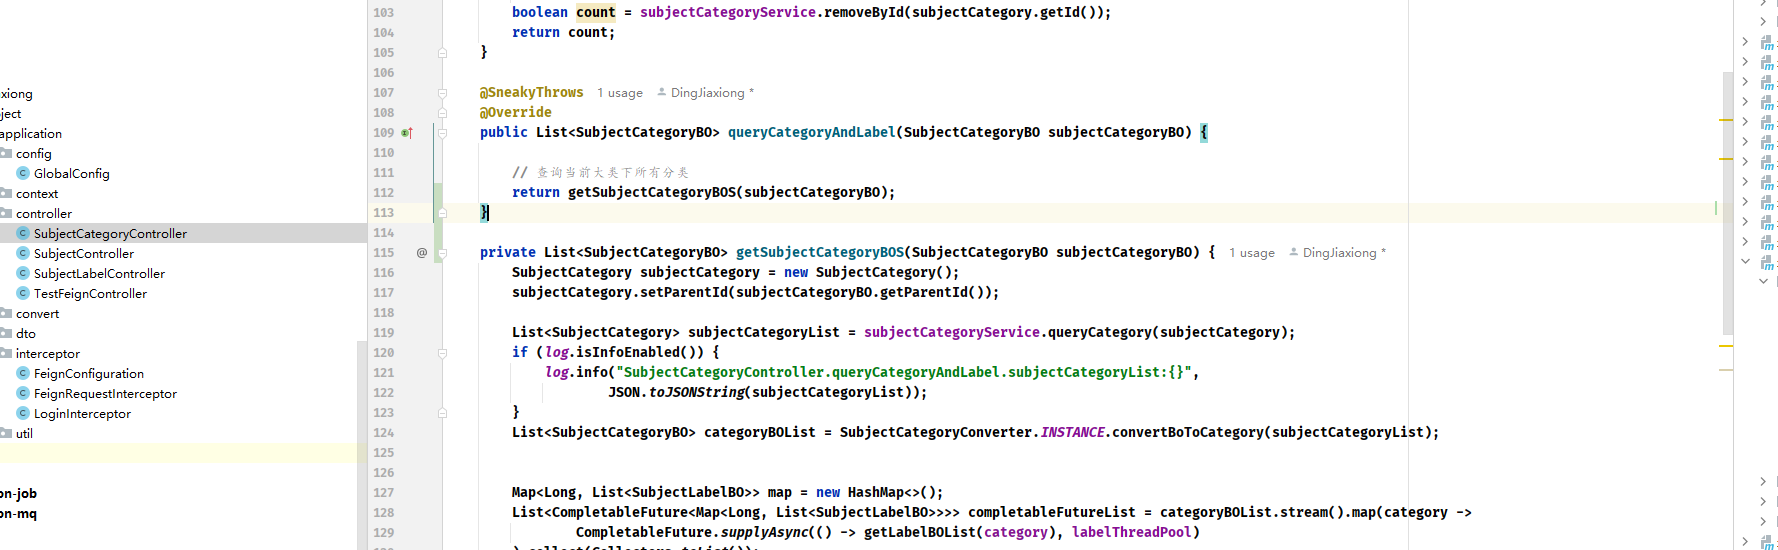 xiong
ject
application
config
GlobalConfig
context
controller
SubjectCategoryController
SubjectController
SubjectLabelController
TestFeignController
convert
dto
interceptor
FeignConfiguration
FeignRequestInterceptor
LoginInterceptor
util
on-job
on-mq
103 boolean count = subjectCategoryService.removeById(subjectCategory.getId());
104 return count;
105 }
106
107 @SneakyThrows 1 usage DingJiaxiong *
108 @Override
109 public List<SubjectCategoryBO> queryCategoryAndLabel(SubjectCategoryBO subjectCategoryBO) {
110
111 // 查询当前大类下所有分类
112 return getSubjectCategoryBOS(subjectCategoryBO);
113 }
114
115 @ private List<SubjectCategoryBO> getSubjectCategoryBOS(SubjectCategoryBO subjectCategoryBO) { 1 usage DingJiaxiong *
116 SubjectCategory subjectCategory = new SubjectCategory();
117 subjectCategory.setParentId(subjectCategoryBO.getParentId());
118
119 List<SubjectCategory> subjectCategoryList = subjectCategoryService.queryCategory(subjectCategory);
120 if (log.isInfoEnabled()) {
121 log.info("SubjectCategoryController.queryCategoryAndLabel.subjectCategoryList:{}",
122 JSON.toJSONString(subjectCategoryList));
123 }
124 List<SubjectCategoryBO> categoryBOList = SubjectCategoryConverter.INSTANCE.convertBoToCategory(subjectCategoryList);
125
126
127 Map<Long, List<SubjectLabelBO>> map = new HashMap<>();
128 List<CompletableFuture<Map<Long, List<SubjectLabelBO>>>> completableFutureList = categoryBOList.stream().map(category ->
129 CompletableFuture.supplyAsync(() -> getLabelBOList(category), labelThreadPool)
).collect(Collectors.toList());